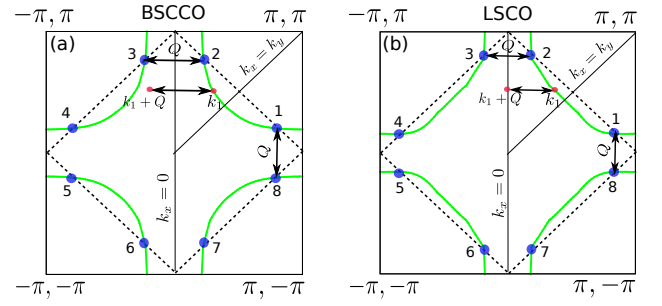 −π, π BSCCO π, π
(a)
3 Q 2
k_x = k_y
k_1 + Q k_1
4 1
Q
k_x = 0
5 8
6 7
−π, −π π, −π
−π, π LSCO π, π
(b)
3 Q 2
k_x = k_y
k_1 + Q k_1
4 1
Q
k_x = 0
5 8
6 7
−π, −π π, −π